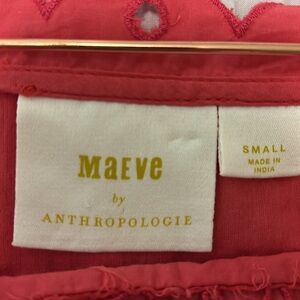 MAEVE
by
ANTHROPOLOGIE
SMALL
MADE IN
INDIA